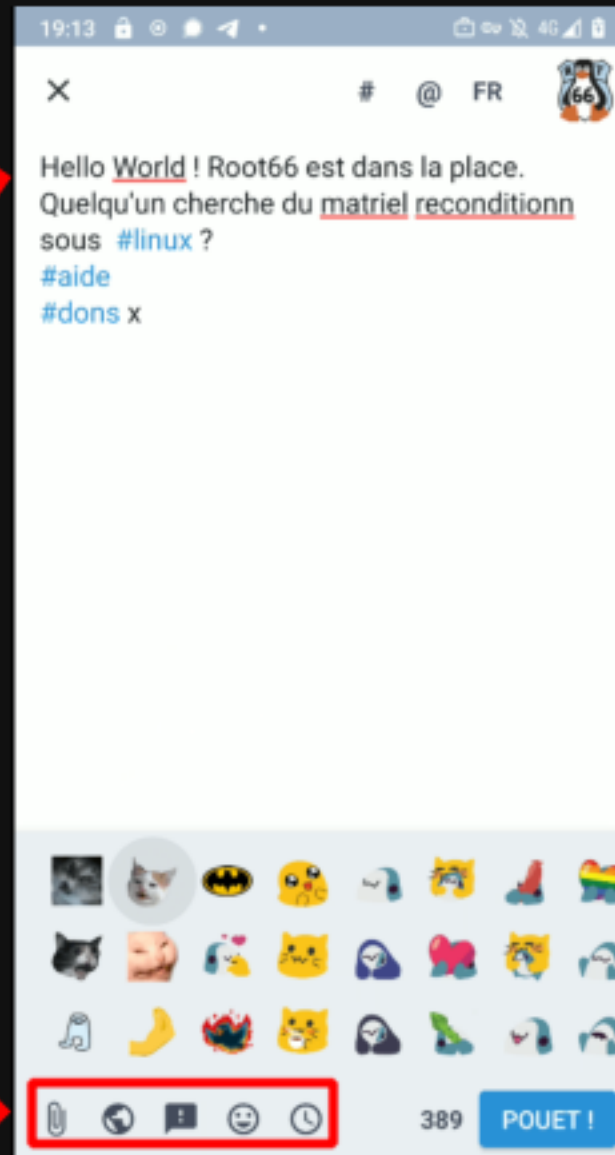 19:13
4G
# @ FR
66
Hello World ! Root66 est dans la place.
Quelqu'un cherche du matriel reconditionn
sous #linux ?
#aide
#dons x
389 POUET !